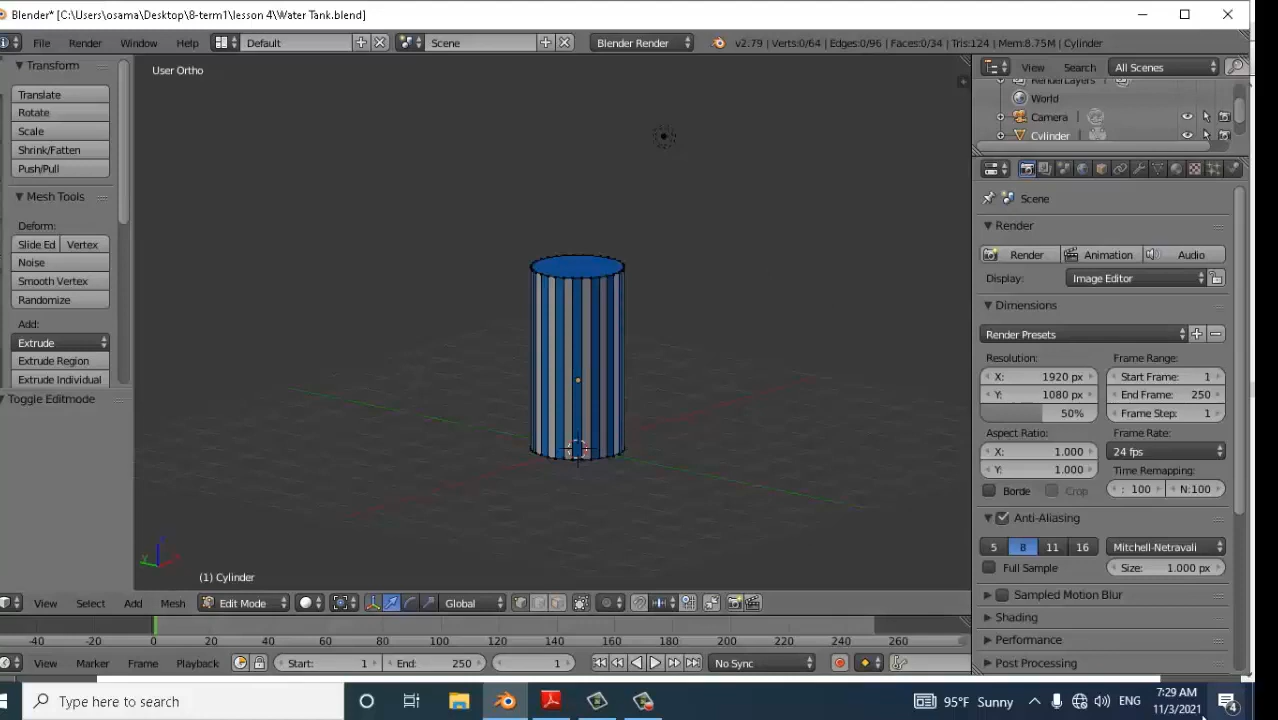 Blender* [C:\Users\osama\Desktop\8-term1\lesson 4\Water Tank.blend]
File Render Window Help Default Scene Blender Render v2.79 | Verts:0/64 | Edges:0/96 | Faces:0/34 | Tris:124 | Mem:8.75M | Cylinder
Transform
Translate
Rotate
Scale
Shrink/Fatten
Push/Pull
Mesh Tools
Deform:
Slide Ed Vertex
Noise
Smooth Vertex
Randomize
Add:
Extrude
Extrude Region
Extrude Individual
Toggle Editmode
User Ortho
(1) Cylinder
View Search All Scenes
RenderLayers
World
Camera
Cylinder
Scene
Render
Render Animation Audio
Display: Image Editor
Dimensions
Render Presets
Resolution: Frame Range:
X: 1920 px Start Frame: 1
Y: 1080 px End Frame: 250
50% Frame Step: 1
Aspect Ratio: Frame Rate:
X: 1.000 24 fps
Y: 1.000 Time Remapping:
Borde Crop : 100 N:100
Anti-Aliasing
5 8 11 16 Mitchell-Netravali
Full Sample Size: 1.000 px
Sampled Motion Blur
Shading
Performance
Post Processing
View Select Add Mesh Edit Mode Global
-40 -20 0 20 40 60 80 100 120 140 160 180 200 220 240 260
View Marker Frame Playback Start: 1 End: 250 1 No Sync
Type here to search
95°F Sunny ENG
7:29 AM
11/3/2021
4